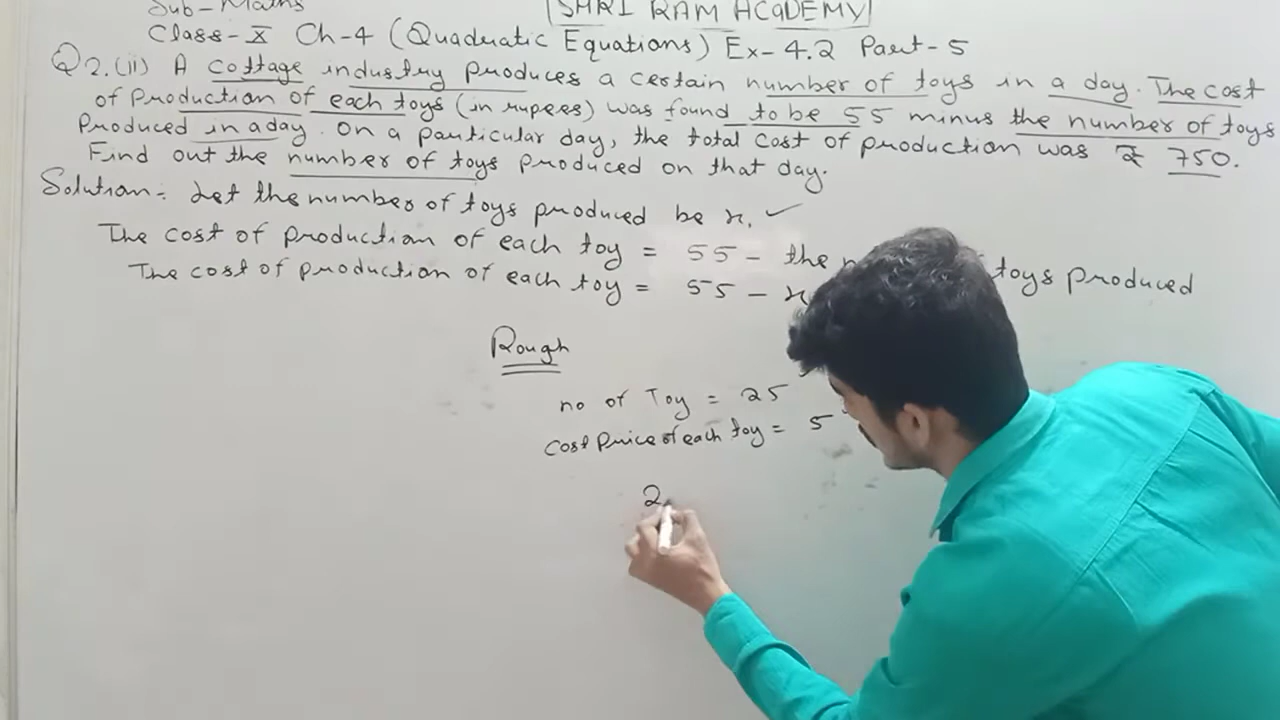 Sub-Maths
SHRI RAM ACADEMY
Class-X Ch-4 (Quadratic Equations) Ex-4.2 Part-5
Q2.(ii) A cottage industry produces a certain number of toys in a day. The cost
of production of each toys (in rupees) was found to be 55 minus the number of toys
produced in a day. On a particular day, the total cost of production was ₹ 750.
Find out the number of toys produced on that day.
Solution:- Let the number of toys produced be x. ✓
The cost of production of each toy = 55 - the toys produced
The cost of production of each toy = 55 - x
Rough
no of Toy = 25
cost price of each toy = 5
2